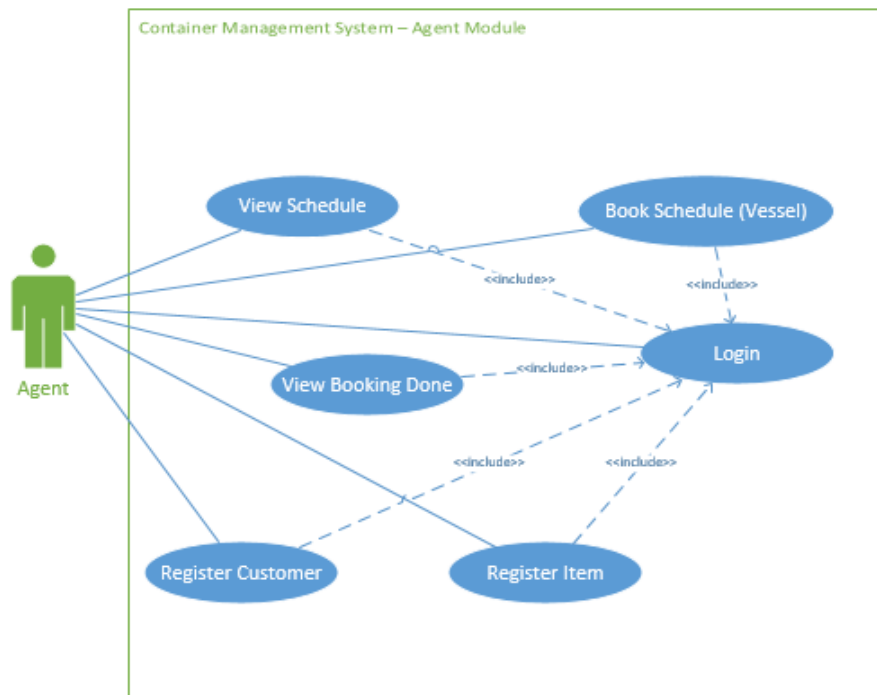 Container Management System – Agent Module
View Schedule
Book Schedule (Vessel)
<<include>>
<<include>>
Login
<<include>>
View Booking Done
Agent
<<include>>
<<include>>
Register Customer
Register Item